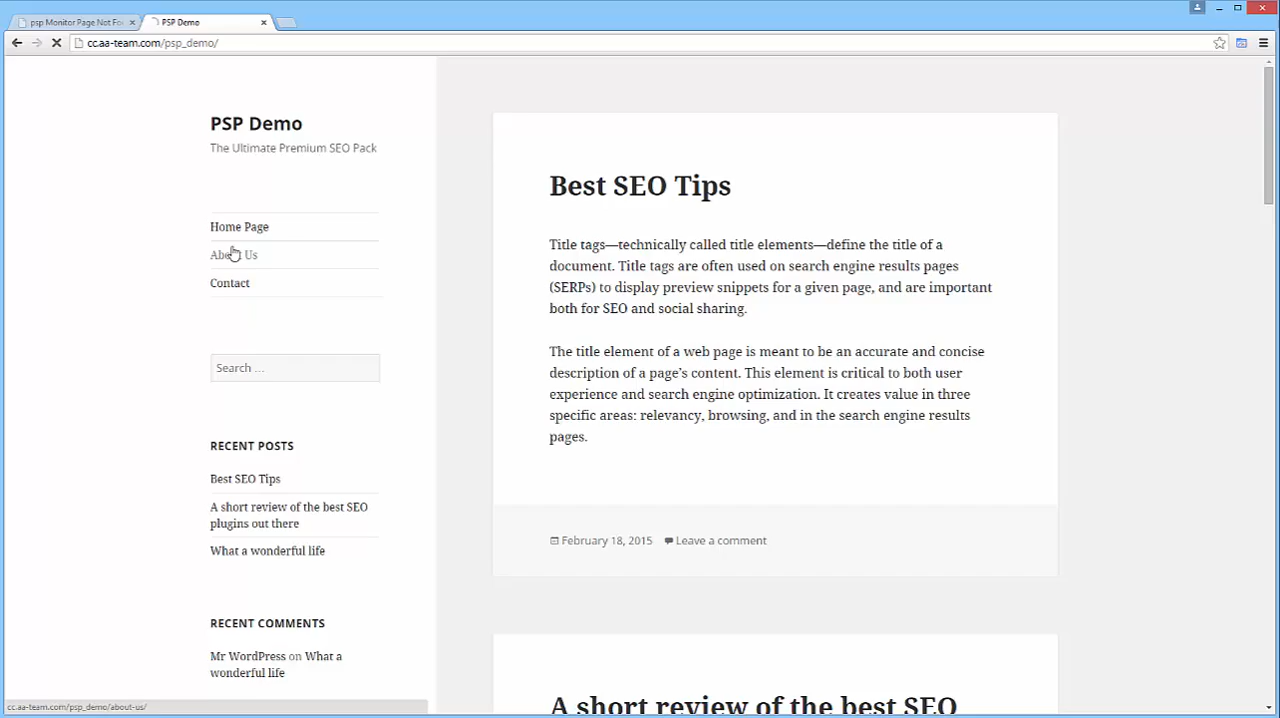 psp Monitor Page Not Fo
PSP Demo
cc.aa-team.com/psp_demo/
PSP Demo
The Ultimate Premium SEO Pack
Home Page
About Us
Contact
Search ...
RECENT POSTS
Best SEO Tips
A short review of the best SEO
plugins out there
What a wonderful life
RECENT COMMENTS
Mr WordPress on What a
wonderful life
Best SEO Tips
Title tags—technically called title elements—define the title of a
document. Title tags are often used on search engine results pages
(SERPs) to display preview snippets for a given page, and are important
both for SEO and social sharing.
The title element of a web page is meant to be an accurate and concise
description of a page’s content. This element is critical to both user
experience and search engine optimization. It creates value in three
specific areas: relevancy, browsing, and in the search engine results
pages.
February 18, 2015 Leave a comment
A short review of the best SEO
cc.aa-team.com/psp_demo/about-us/